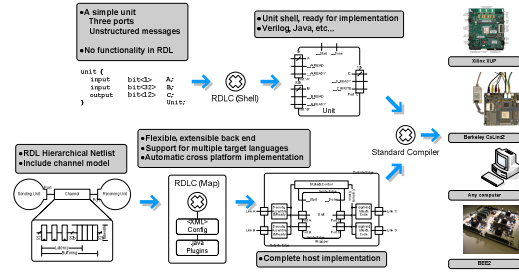 ●A simple unit
Three ports
Unstructured messages
●No functionality in RDL
●Unit shell, ready for implementation
●Verilog, Java, etc...
unit {
input bit<1> A;
input bit<32> B;
output bit<12> C;
} Unit;
RDLC (Shell)
Unit
Xilinx XUP
●Flexible, extensible back end
●Support for multiple target languages
●Automatic cross platform implementation
Standard Compiler
Berkeley CaLinx2
●RDL Hierarchical Netlist
●Include channel model
Sending Unit
Channel
Receiving Unit
Latency
Buffering
RDLC (Map)
<XML>
Config
Java
Plugins
Wrapper
Any computer
●Complete host implementation
BEE2